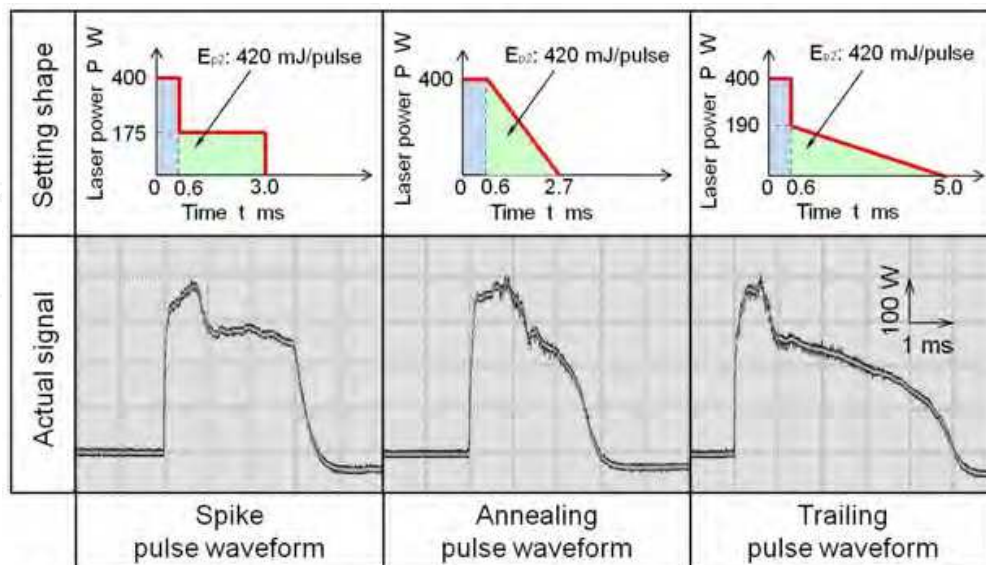 Setting shape
Laser power P W
400
175
0
0.6
3.0
Time t ms
Ep2: 420 mJ/pulse
Laser power P W
400
0
0.6
2.7
Time t ms
Ep2: 420 mJ/pulse
Laser power P W
400
190
0
0.6
5.0
Time t ms
Ep2: 420 mJ/pulse
Actual signal
100 W
1 ms
Spike
pulse waveform
Annealing
pulse waveform
Trailing
pulse waveform